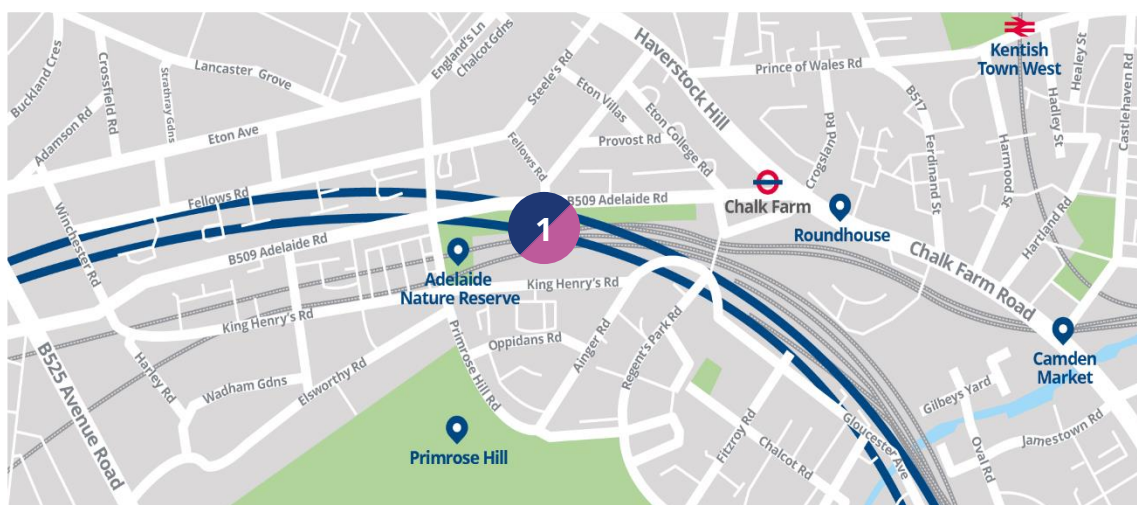 Buckland Cres
Crossfield Rd
Adamson Rd
Strathray Gdns
Lancaster Grove
England's Ln
Chalcot Gdns
Eton Ave
Steele's Rd
Haverstock Hill
Eton Villas
Eton College Rd
Provost Rd
Prince of Wales Rd
Kentish
Town West
Healey St
Hadley St
Castlehaven Rd
B517
Ferdinand St
Crogsland Rd
Harmood St
Hartland Rd
Fellows Rd
Fellows Rd
B509 Adelaide Rd
Chalk Farm
Roundhouse
Chalk Farm Road
1
Winchester Rd
B509 Adelaide Rd
Adelaide
Nature Reserve
King Henry's Rd
King Henry's Rd
Camden
Market
B525 Avenue Road
Harley Rd
Wadham Gdns
Elsworthy Rd
Primrose Hill Rd
Oppidans Rd
Ainger Rd
Regent's Park Rd
Primrose Hill
Fitzroy Rd
Chalcot Rd
Gloucester Ave
Gilbeys Yard
Oval Rd
Jamestown Rd